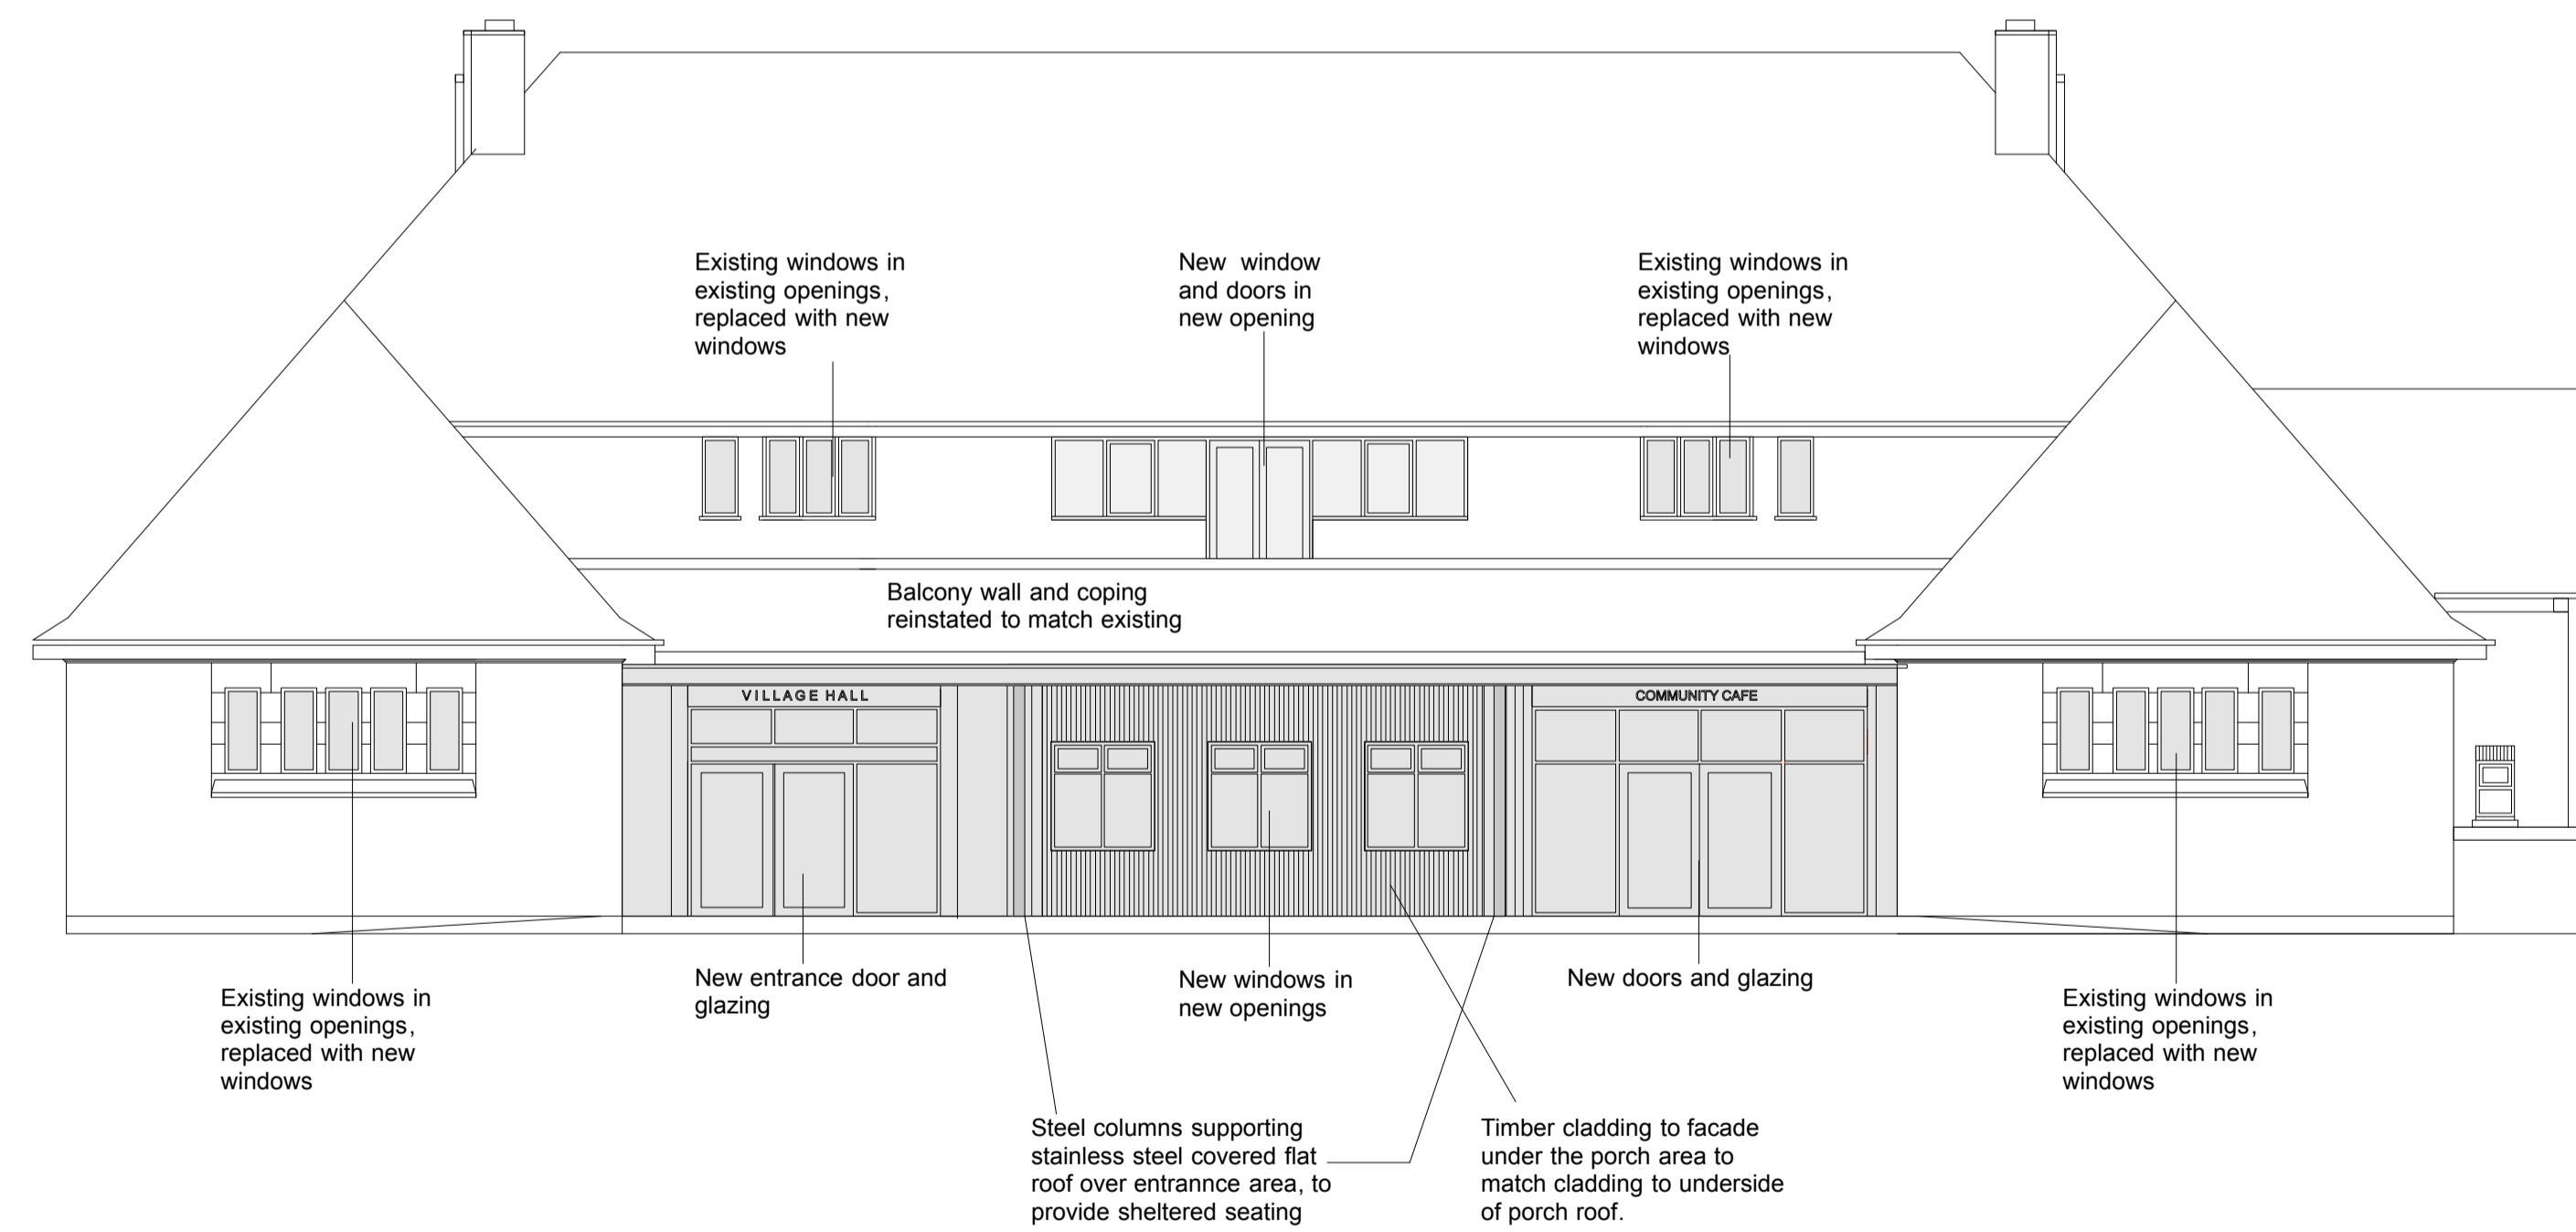 Existing windows in
existing openings,
replaced with new
windows
New window
and doors in
new opening
Existing windows in
existing openings,
replaced with new
windows
Balcony wall and coping
reinstated to match existing
VILLAGE HALL
COMMUNITY CAFE
Existing windows in
existing openings,
replaced with new
windows
New entrance door and
glazing
New windows in
new openings
New doors and glazing
Existing windows in
existing openings,
replaced with new
windows
Steel columns supporting
stainless steel covered flat
roof over entrannce area, to
provide sheltered seating
Timber cladding to facade
under the porch area to
match cladding to underside
of porch roof.